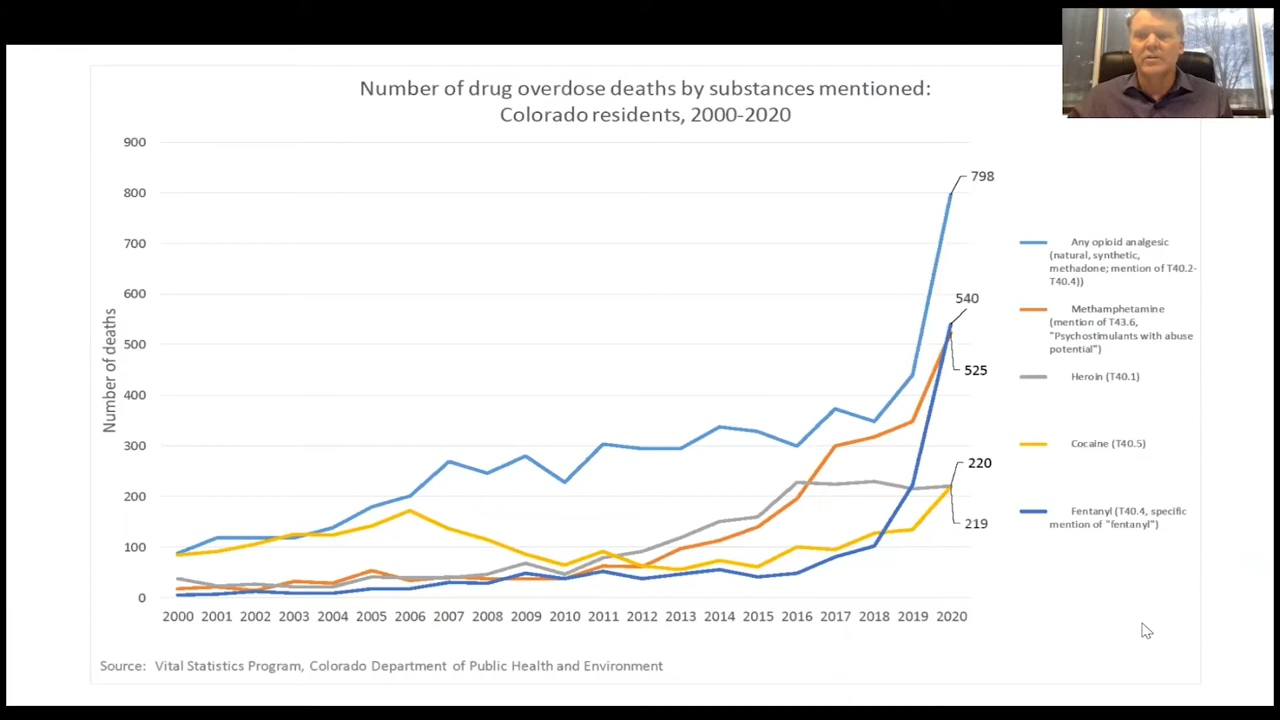 Number of drug overdose deaths by substances mentioned:
Colorado residents, 2000-2020
900
800
700
600
500
400
300
200
100
0
Number of deaths
2000 2001 2002 2003 2004 2005 2006 2007 2008 2009 2010 2011 2012 2013 2014 2015 2016 2017 2018 2019 2020
798
540
525
220
219
Any opioid analgesic
(natural, synthetic,
methadone; mention of T40.2-
T40.4))
Methamphetamine
(mention of T43.6,
"Psychostimulants with abuse
potential")
Heroin (T40.1)
Cocaine (T40.5)
Fentanyl (T40.4, specific
mention of "fentanyl")
Source: Vital Statistics Program, Colorado Department of Public Health and Environment